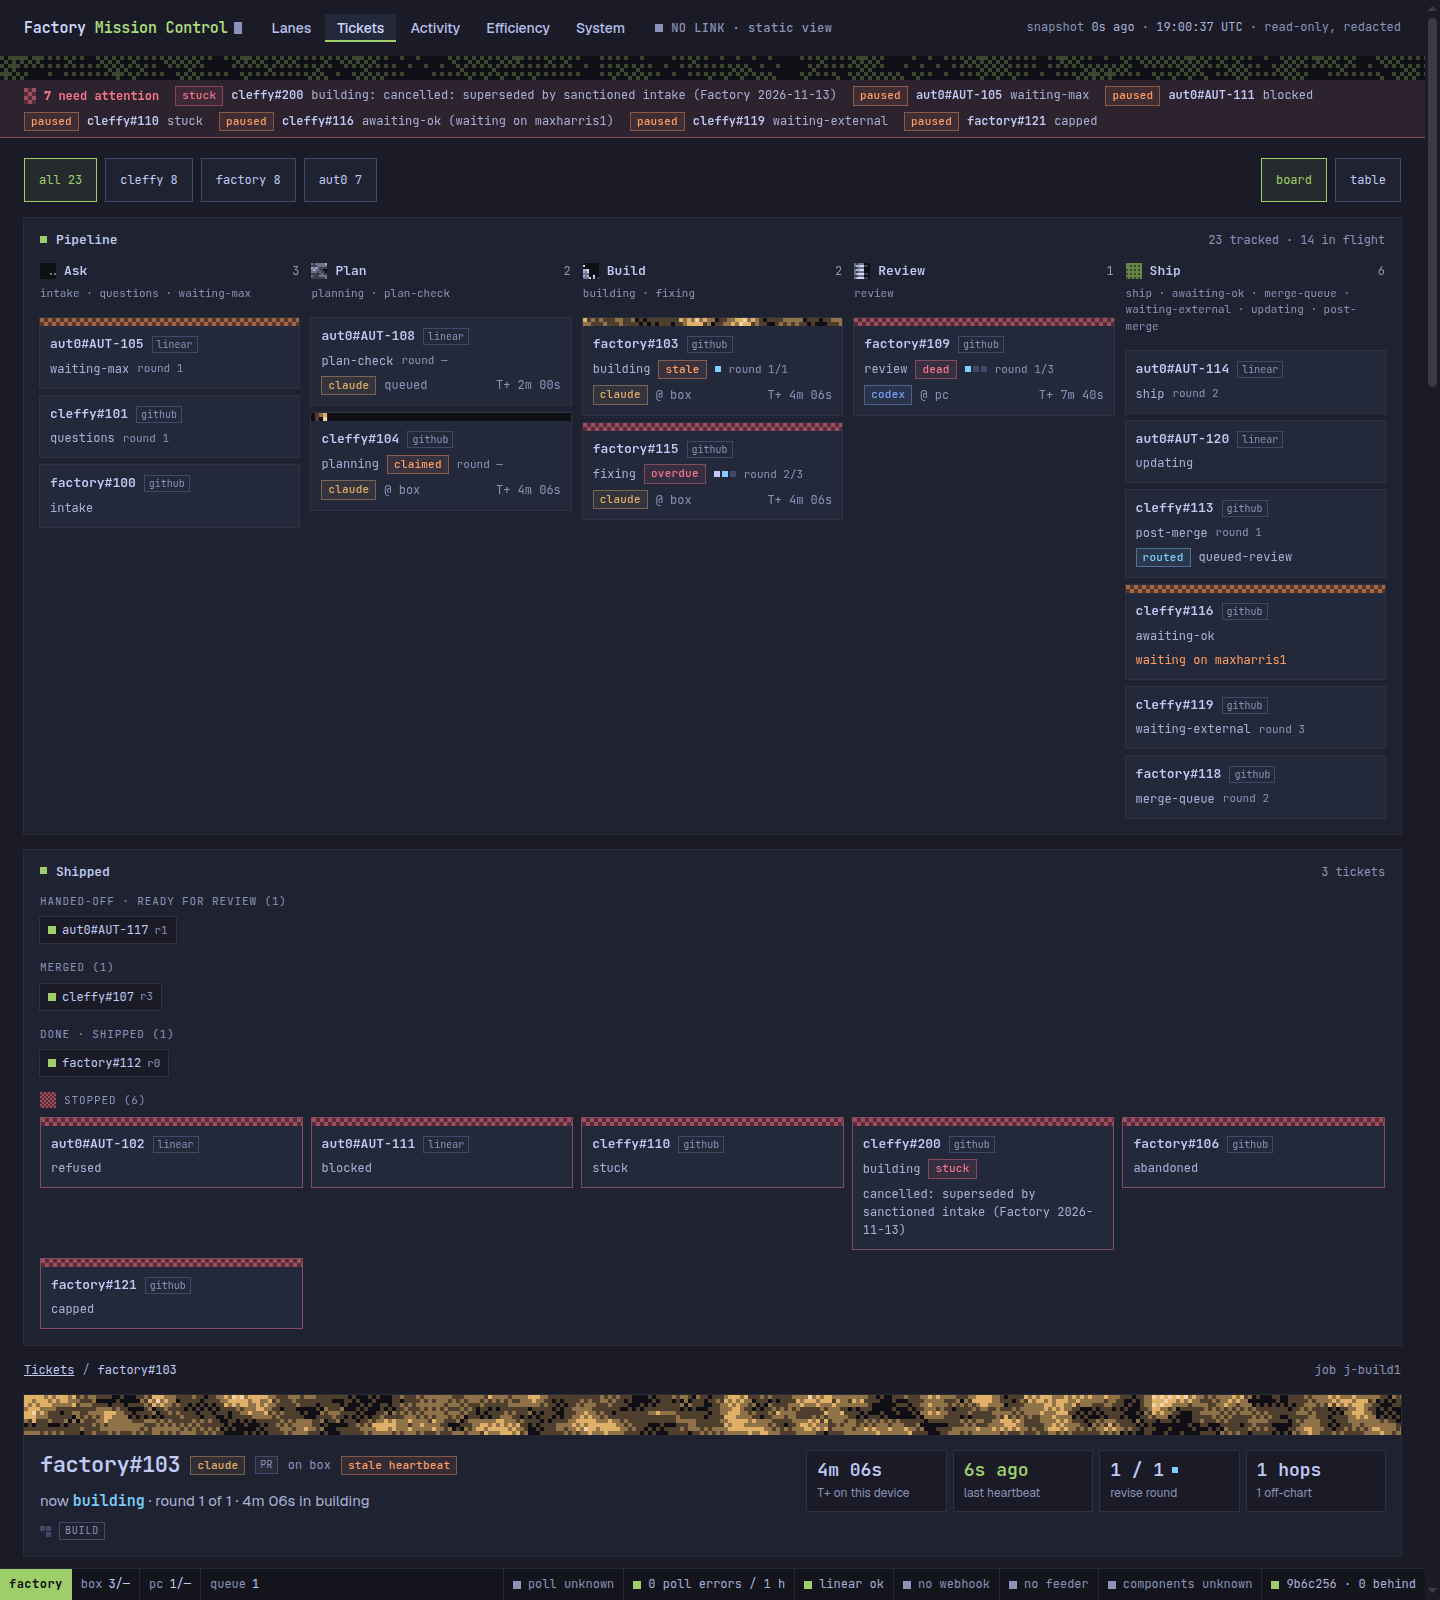 Factory Mission Control Lanes Tickets Activity Efficiency System NO LINK · static view snapshot 0s ago · 19:00:37 UTC · read-only, redacted
7 need attention stuck cleffy#200 building: cancelled: superseded by sanctioned intake (Factory 2026-11-13) paused aut0#AUT-105 waiting-max paused aut0#AUT-111 blocked
paused cleffy#110 stuck paused cleffy#116 awaiting-ok (waiting on maxharris1) paused cleffy#119 waiting-external paused factory#121 capped
all 23 cleffy 8 factory 8 aut0 7 board table
Pipeline 23 tracked · 14 in flight
Ask 3
intake · questions · waiting-max
aut0#AUT-105 linear
waiting-max round 1
cleffy#101 github
questions round 1
factory#100 github
intake
Plan 2
planning · plan-check
aut0#AUT-108 linear
plan-check round —
claude queued T+ 2m 00s
cleffy#104 github
planning claimed round —
claude @ box T+ 4m 06s
Build 2
building · fixing
factory#103 github
building stale round 1/1
claude @ box T+ 4m 06s
factory#115 github
fixing overdue round 2/3
claude @ box T+ 4m 06s
Review 1
review
factory#109 github
review dead round 1/3
codex @ pc T+ 7m 40s
Ship 6
ship · awaiting-ok · merge-queue ·
waiting-external · updating · post-
merge
aut0#AUT-114 linear
ship round 2
aut0#AUT-120 linear
updating
cleffy#113 github
post-merge round 1
routed queued-review
cleffy#116 github
awaiting-ok
waiting on maxharris1
cleffy#119 github
waiting-external round 3
factory#118 github
merge-queue round 2
Shipped 3 tickets
HANDED-OFF · READY FOR REVIEW (1)
aut0#AUT-117 r1
MERGED (1)
cleffy#107 r3
DONE · SHIPPED (1)
factory#112 r0
STOPPED (6)
aut0#AUT-102 linear
refused
aut0#AUT-111 linear
blocked
cleffy#110 github
stuck
cleffy#200 github
building stuck
cancelled: superseded by
sanctioned intake (Factory 2026-
11-13)
factory#106 github
abandoned
factory#121 github
capped
Tickets / factory#103 job j-build1
factory#103 claude PR on box stale heartbeat
now building · round 1 of 1 · 4m 06s in building
BUILD
4m 06s
T+ on this device
6s ago
last heartbeat
1 / 1
revise round
1 hops
1 off-chart
factory box 3/— pc 1/— queue 1 poll unknown 0 poll errors / 1 h linear ok no webhook no feeder components unknown 9b6c256 · 0 behind